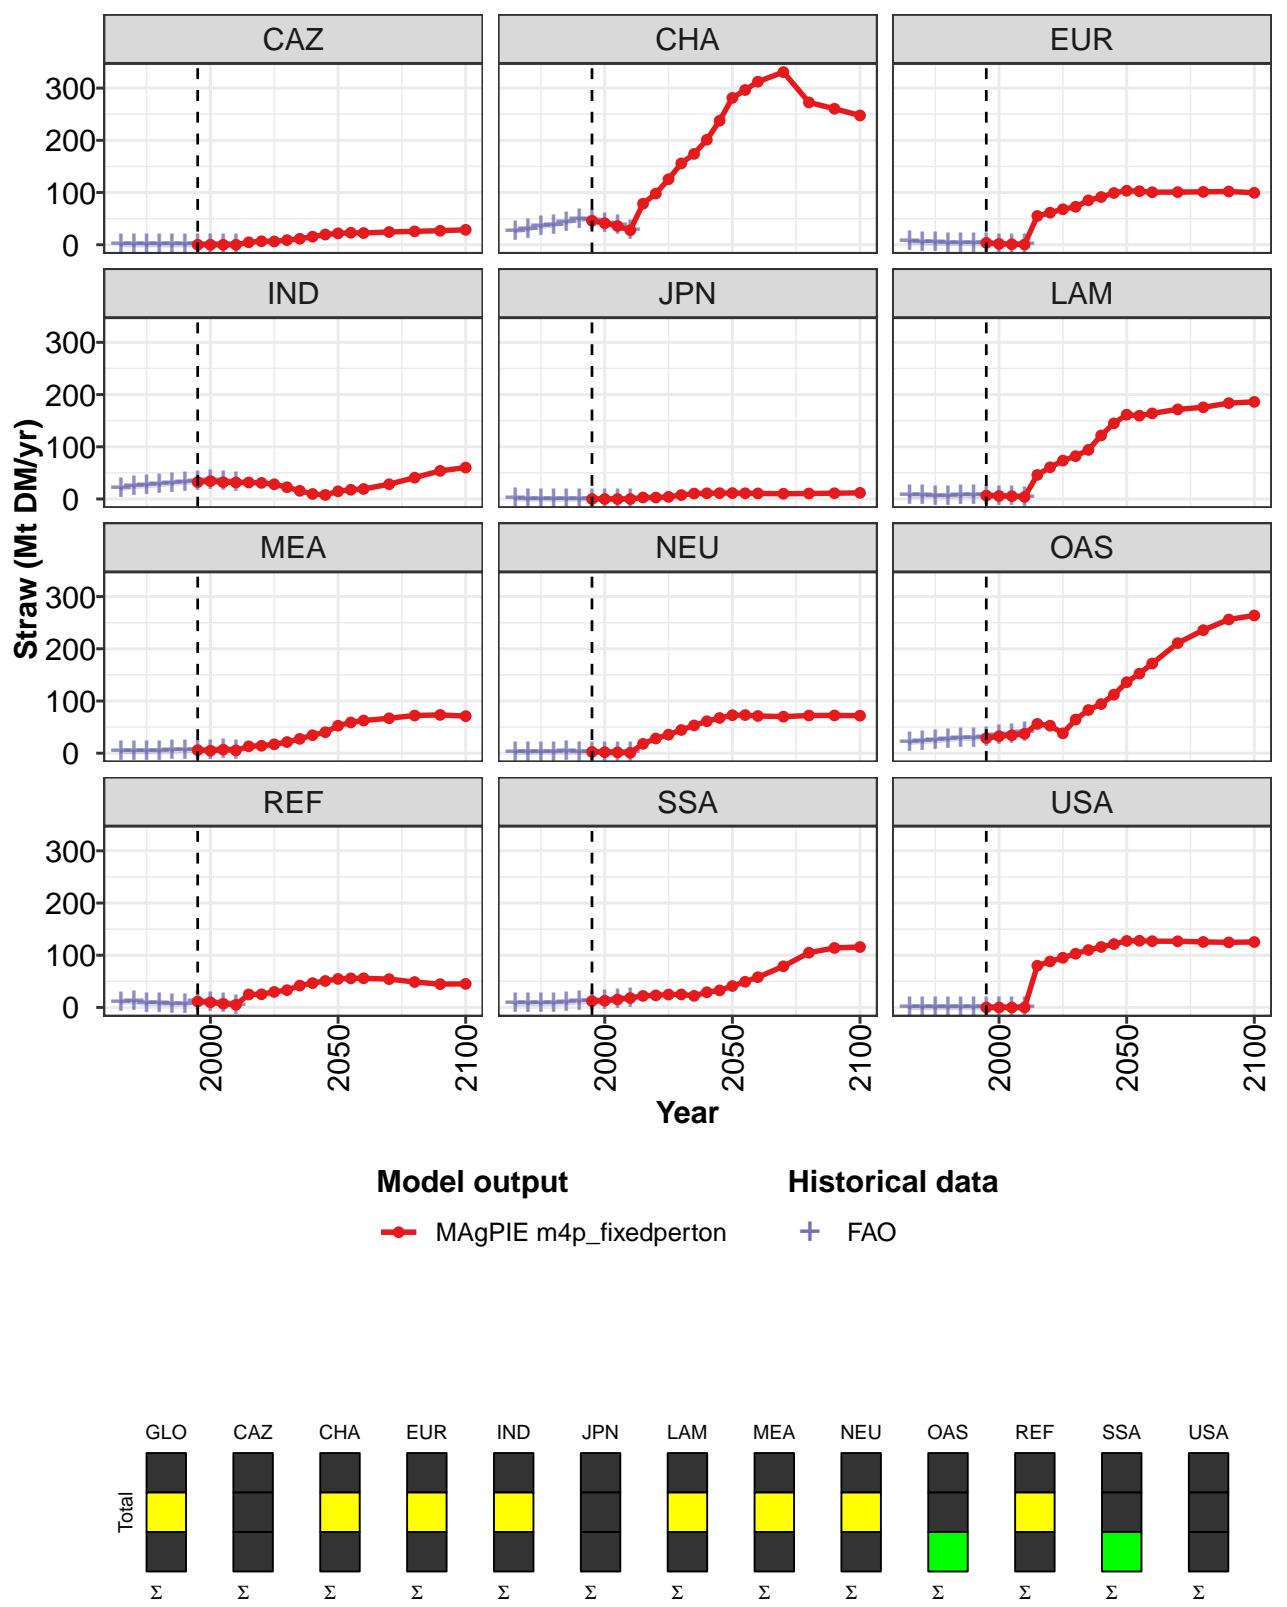 CAZ CHA EUR
300
200
100
0
IND JPN LAM
300
200
100
0
MEA NEU OAS
300
200
100
0
REF SSA USA
300
200
100
0
Straw (Mt DM/yr)
2000 2050 2100 2000 2050 2100 2000 2050 2100
Year
Model output Historical data
MAgPIE m4p_fixedperton FAO
GLO CAZ CHA EUR IND JPN LAM MEA NEU OAS REF SSA USA
Total
Σ Σ Σ Σ Σ Σ Σ Σ Σ Σ Σ Σ Σ